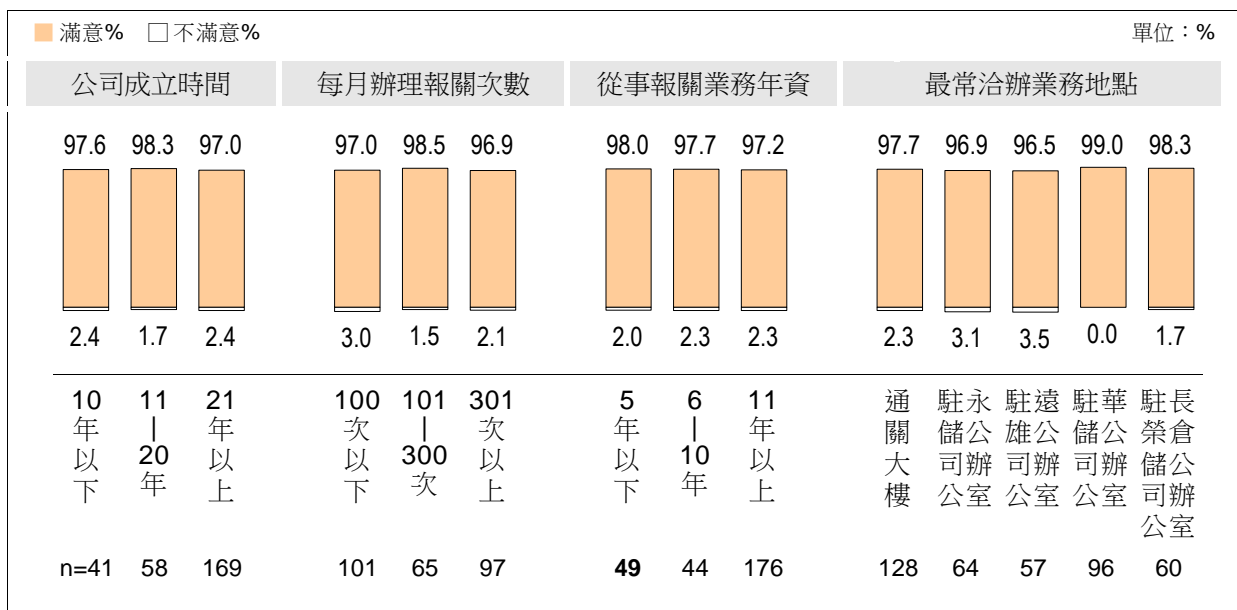 滿意% 不滿意% 單位：%
公司成立時間 每月辦理報關次數 從事報關業務年資 最常洽辦業務地點
97.6 98.3 97.0 97.0 98.5 96.9 98.0 97.7 97.2 97.7 96.9 96.5 99.0 98.3
2.4 1.7 2.4 3.0 1.5 2.1 2.0 2.3 2.3 2.3 3.1 3.5 0.0 1.7
10年以下
11|20年
21年以上
100次以下
101|300次
301次以上
5年以下
6|10年
11年以上
通關大樓
駐永儲公司辦公室
駐遠雄公司辦公室
駐華儲公司辦公室
駐長榮倉儲公司辦公室
n=41 58 169 101 65 97 49 44 176 128 64 57 96 60